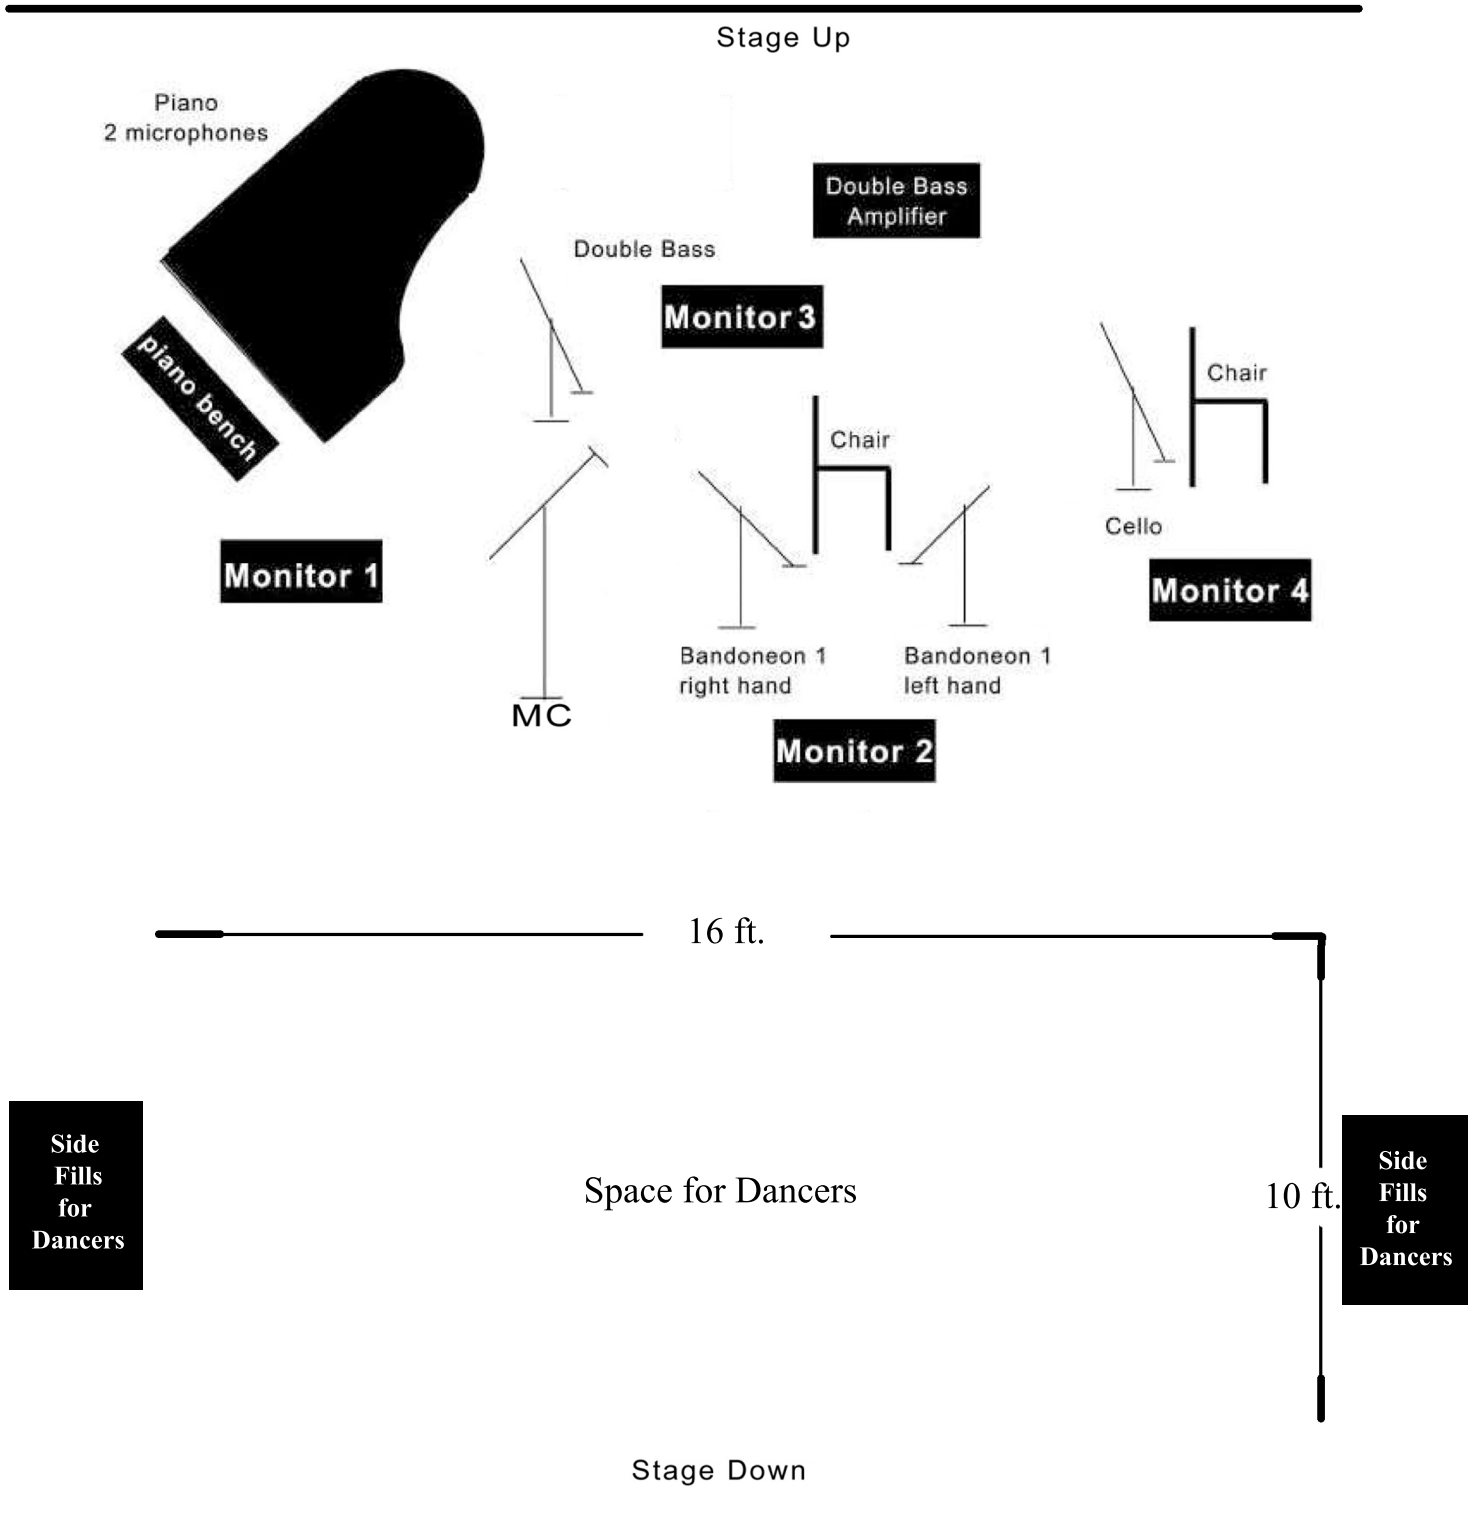 Stage Up
Piano
2 microphones
Double Bass
Amplifier
Double Bass
Monitor 3
piano bench
Chair
Chair
Cello
Monitor 1
Monitor 4
Bandoneon 1
right hand
Bandoneon 1
left hand
MC
Monitor 2
16 ft.
Side
Fills
for
Dancers
Space for Dancers
10 ft.
Side
Fills
for
Dancers
Stage Down